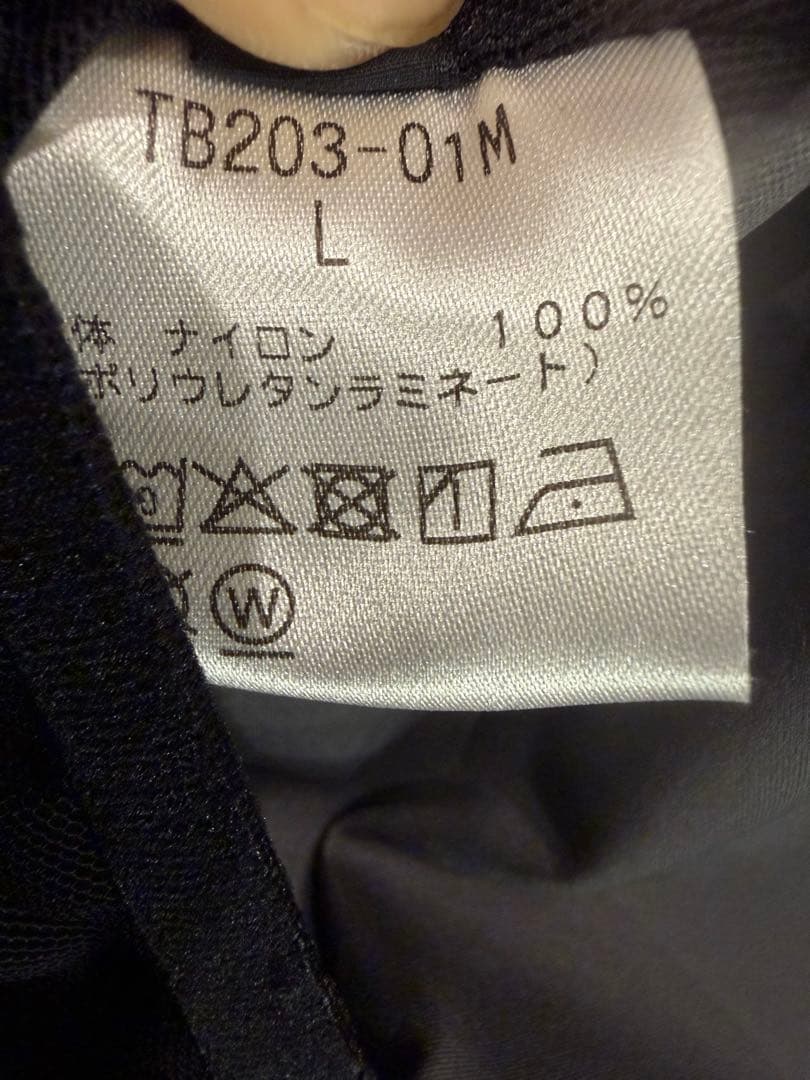 TB203-01M
L
体 ナイロン 100%
ポリウレタンラミネート)
W